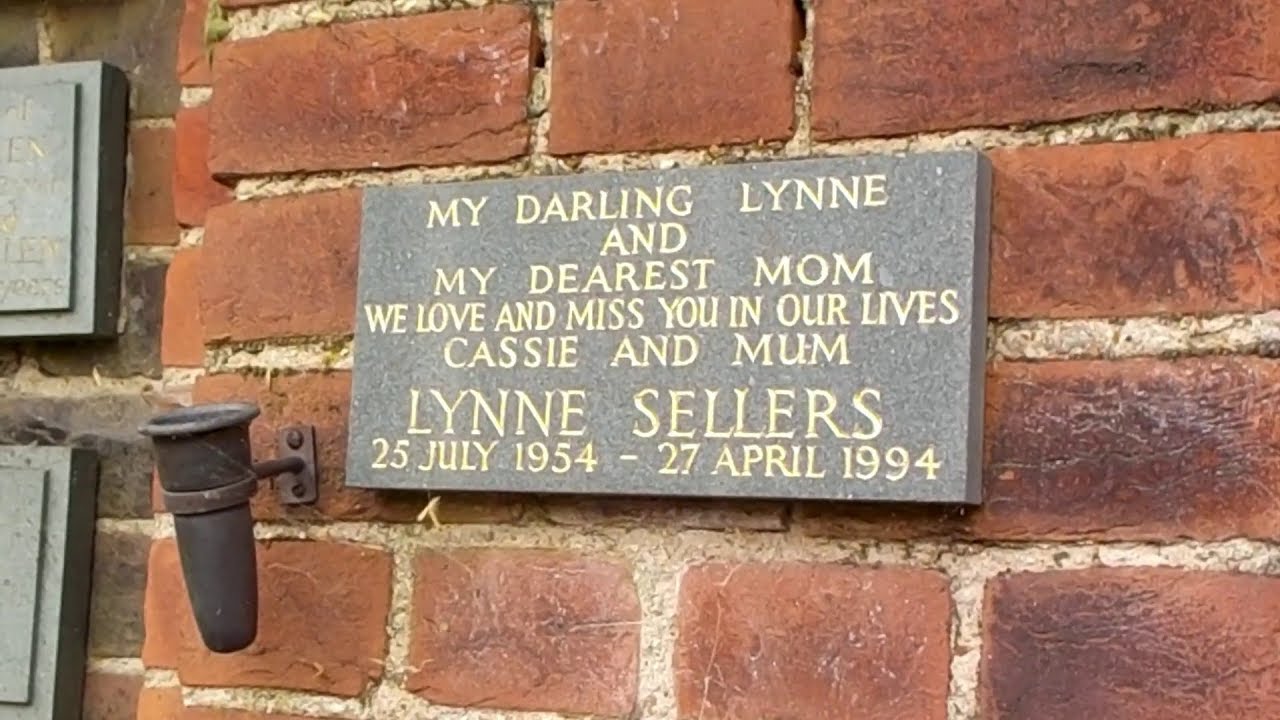 MY DARLING LYNNE
AND
MY DEAREST MOM
WE LOVE AND MISS YOU IN OUR LIVES
CASSIE AND MUM
LYNNE SELLERS
25 JULY 1954 - 27 APRIL 1994